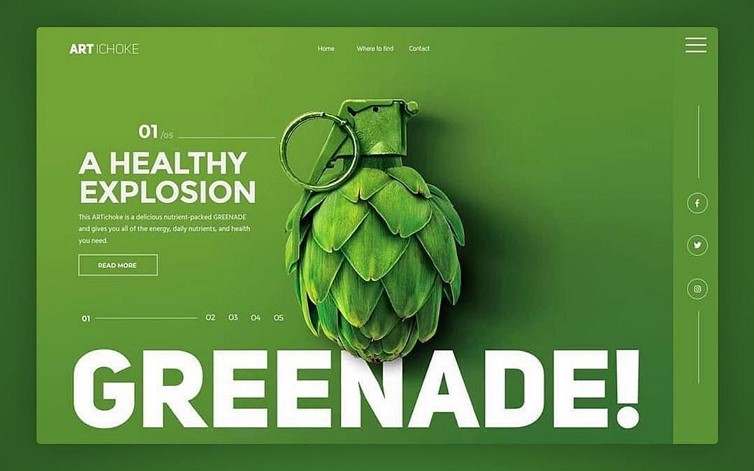 ARTICHOKE
Home Where to find Contact
01 /05
A HEALTHY
EXPLOSION
This ARTichoke is a delicious nutrient-packed GREENADE
and gives you all of the energy, daily nutrients, and health
you need.
READ MORE
01 02 03 04 05
GREENADE!